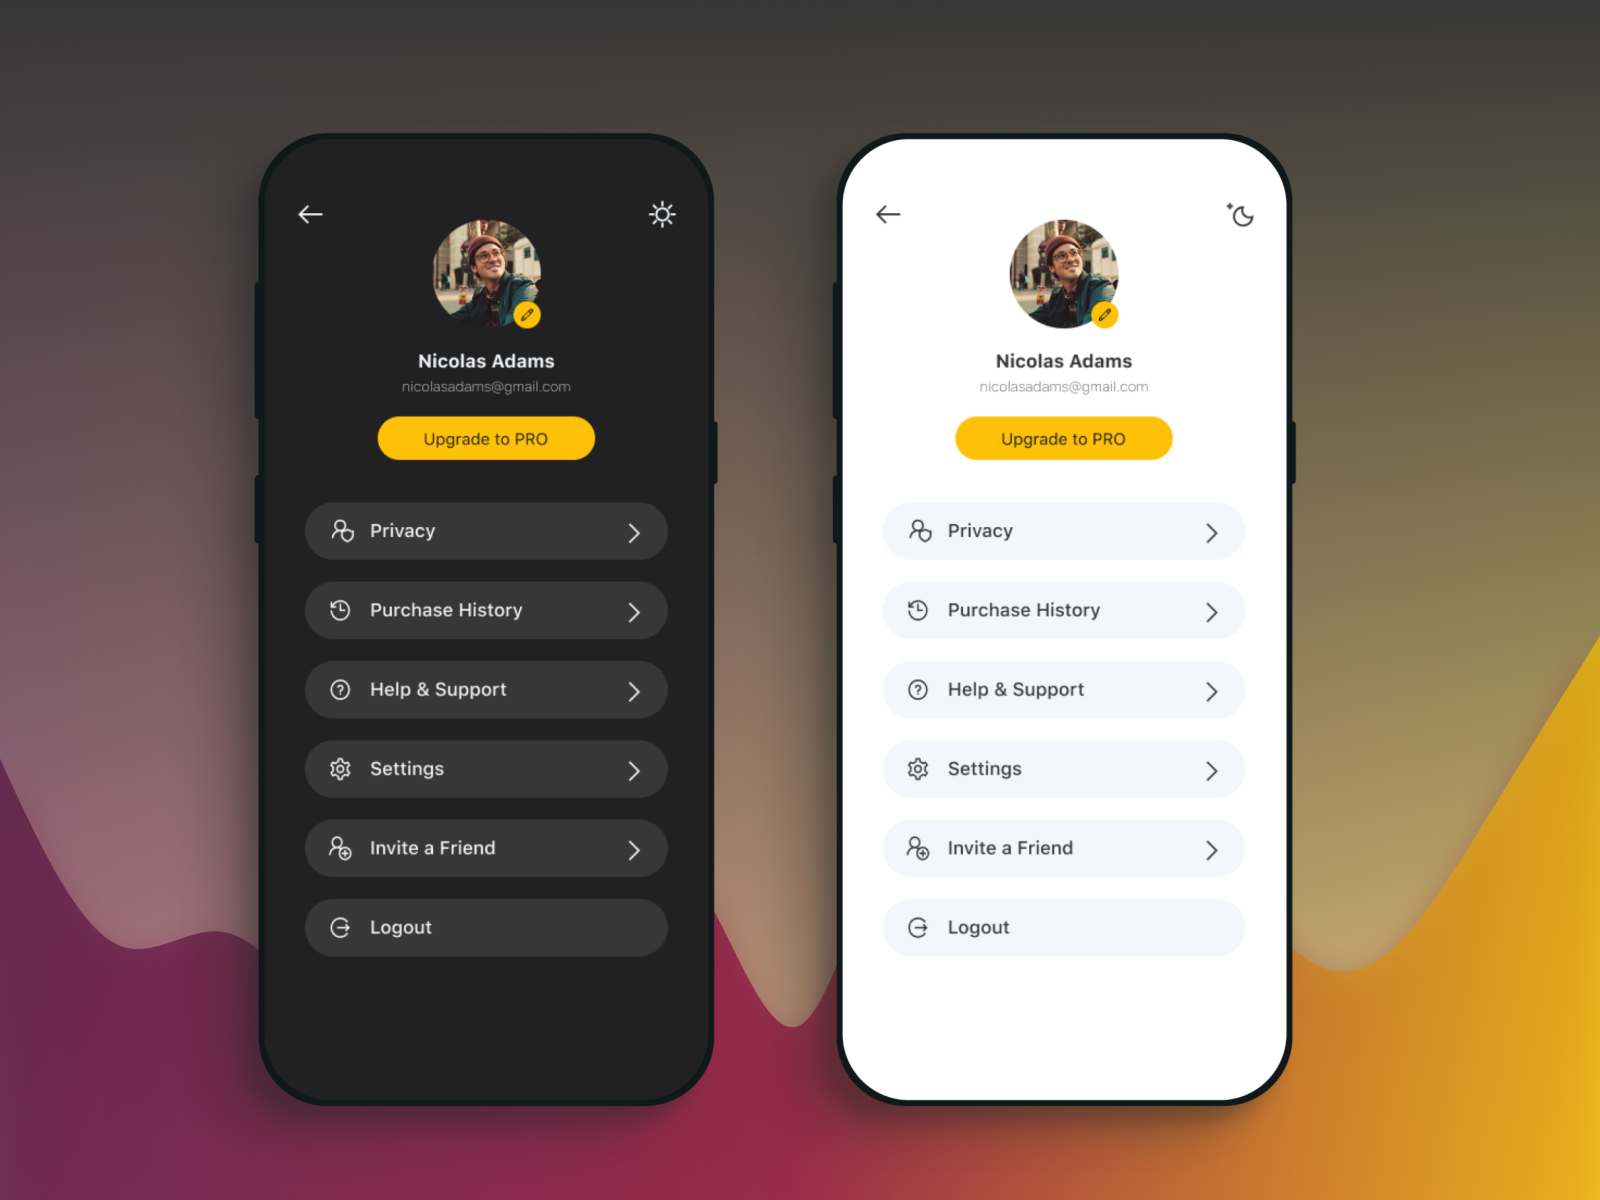 Nicolas Adams
nicolasadams@gmail.com
Upgrade to PRO
Privacy
Purchase History
Help & Support
Settings
Invite a Friend
Logout
Nicolas Adams
nicolasadams@gmail.com
Upgrade to PRO
Privacy
Purchase History
Help & Support
Settings
Invite a Friend
Logout